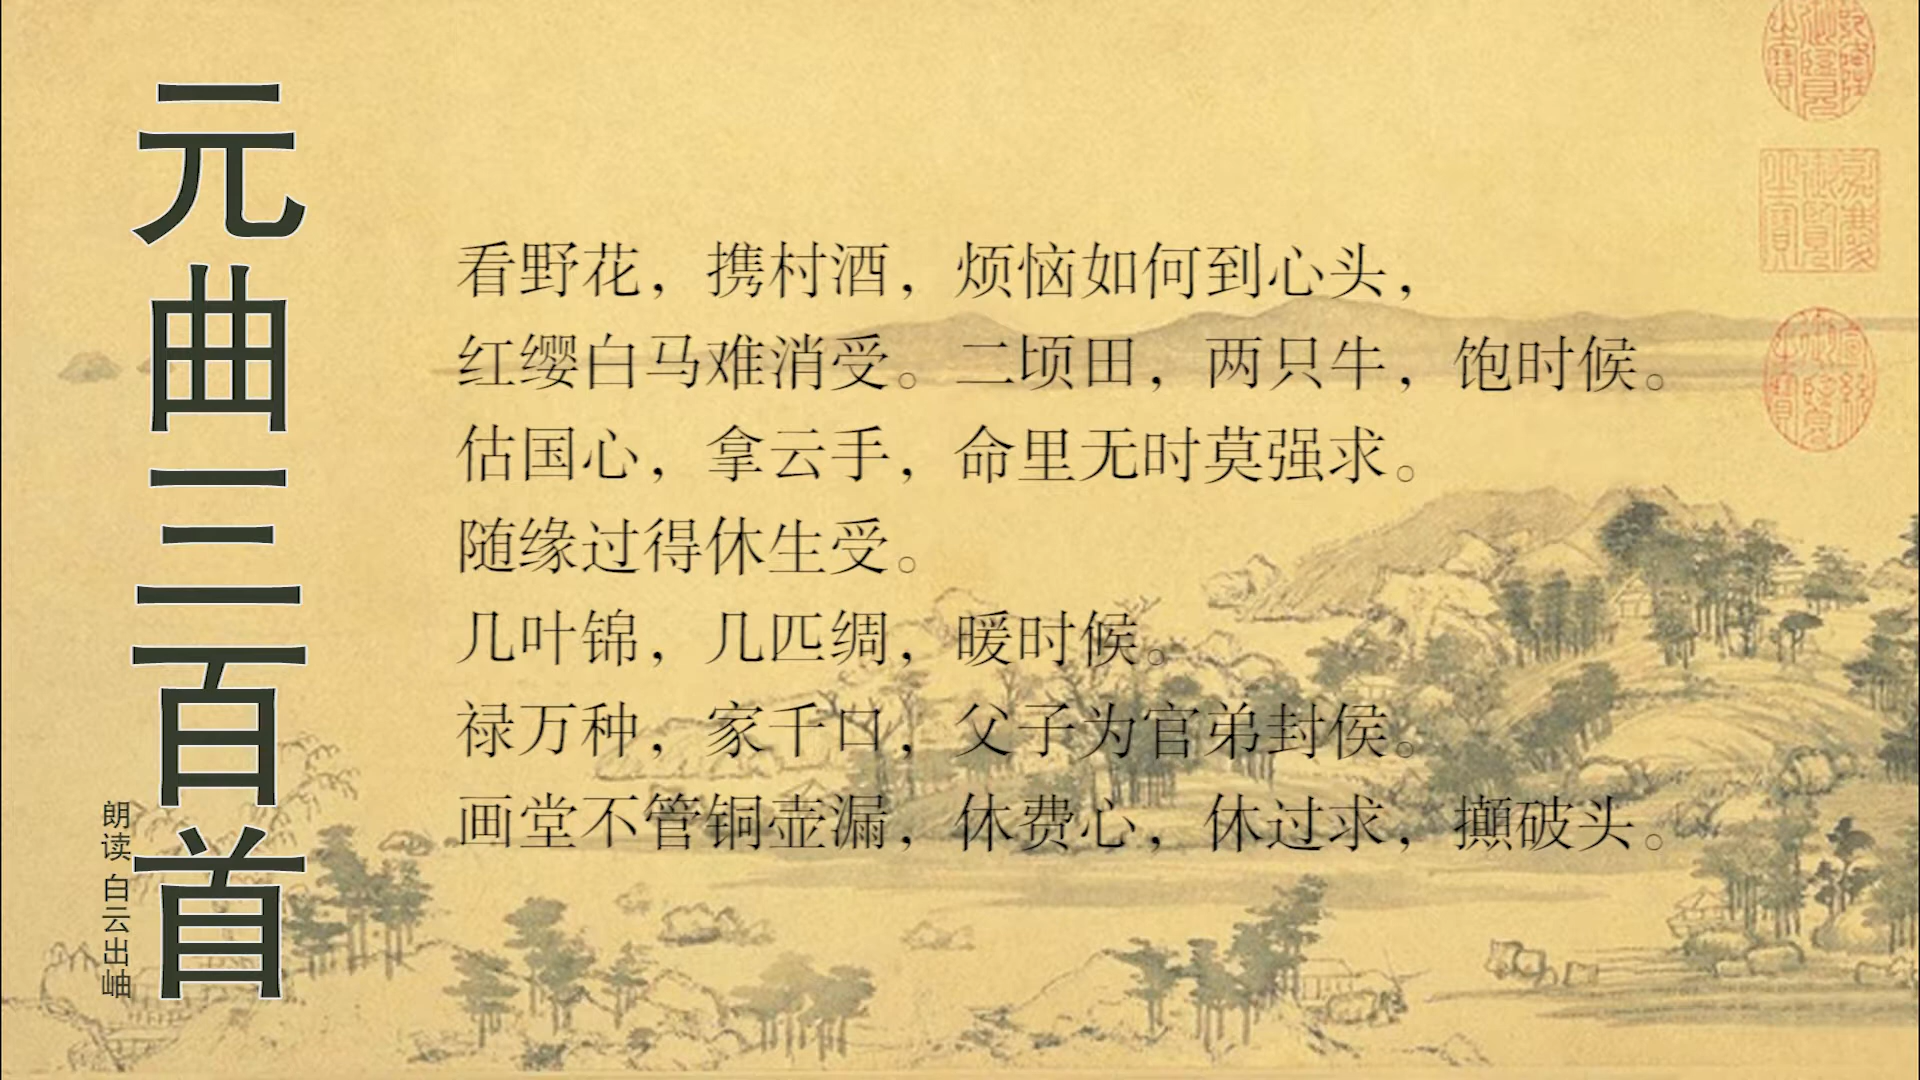 元曲三百首
朗读 白云出岫
看野花，携村酒，烦恼如何到心头，
红缨白马难消受。二顷田，两只牛，饱时候。
估国心，拿云手，命里无时莫强求。
随缘过得休生受。
几叶锦，几匹绸，暖时候。
禄万种，家千口，父子为官弟封侯。
画堂不管铜壶漏，休费心，休过求，攧破头。